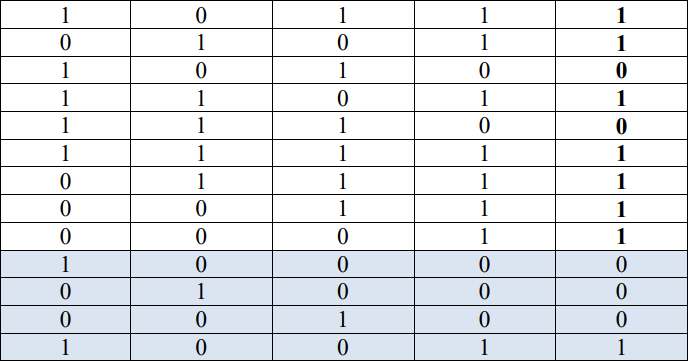 1 0 1 1 1
0 1 0 1 1
1 0 1 0 0
1 1 0 1 1
1 1 1 0 0
1 1 1 1 1
0 1 1 1 1
0 0 1 1 1
0 0 0 1 1
1 0 0 0 0
0 1 0 0 0
0 0 1 0 0
1 0 0 1 1